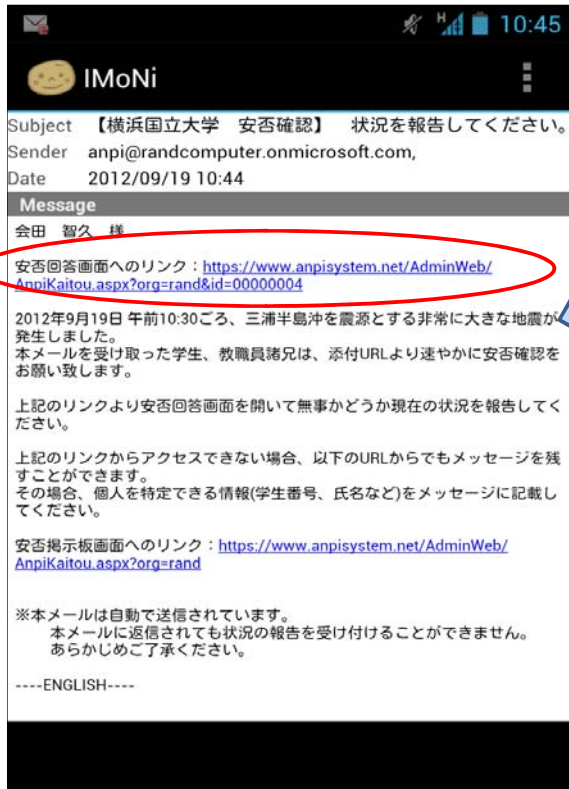 H 10:45
IMoNi
Subject 【横浜国立大学 安否確認】 状況を報告してください。
Sender anpi@randcomputer.onmicrosoft.com,
Date 2012/09/19 10:44
Message
会田 智久 様
安否回答画面へのリンク：https://www.anpisystem.net/AdminWeb/
AnpiKaitou.aspx?org=rand&id=00000004
2012年9月19日 午前10:30ごろ、三浦半島沖を震源とする非常に大きな地震が
発生しました。
本メールを受け取った学生、教職員諸兄は、添付URLより速やかに安否確認を
お願い致します。
上記のリンクより安否回答画面を開いて無事かどうか現在の状況を報告してく
ださい。
上記のリンクからアクセスできない場合、以下のURLからでもメッセージを残
すことができます。
その場合、個人を特定できる情報(学生番号、氏名など)をメッセージに記載し
てください。
安否掲示板画面へのリンク：https://www.anpisystem.net/AdminWeb/
AnpiKaitou.aspx?org=rand
※本メールは自動で送信されています。
本メールに返信されても状況の報告を受け付けることができません。
あらかじめご了承ください。
----ENGLISH----